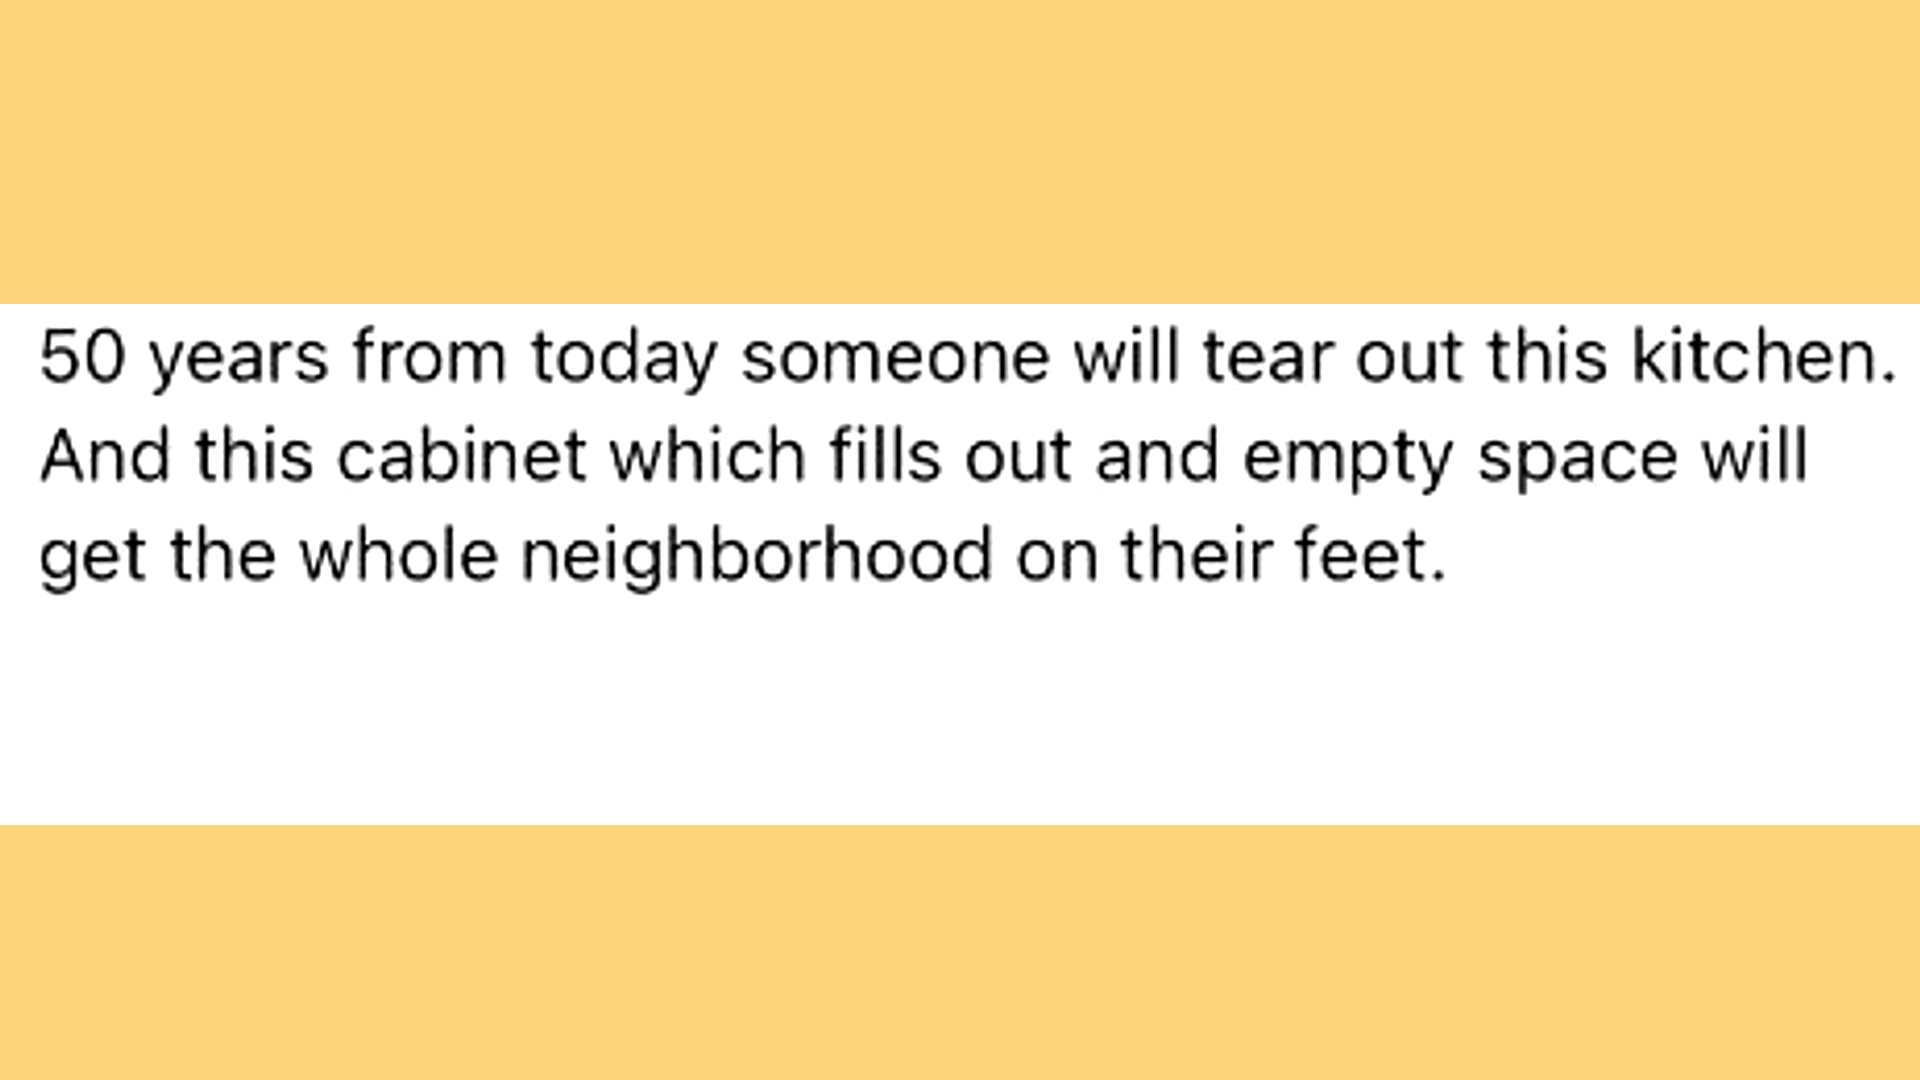 50 years from today someone will tear out this kitchen.
And this cabinet which fills out and empty space will
get the whole neighborhood on their feet.